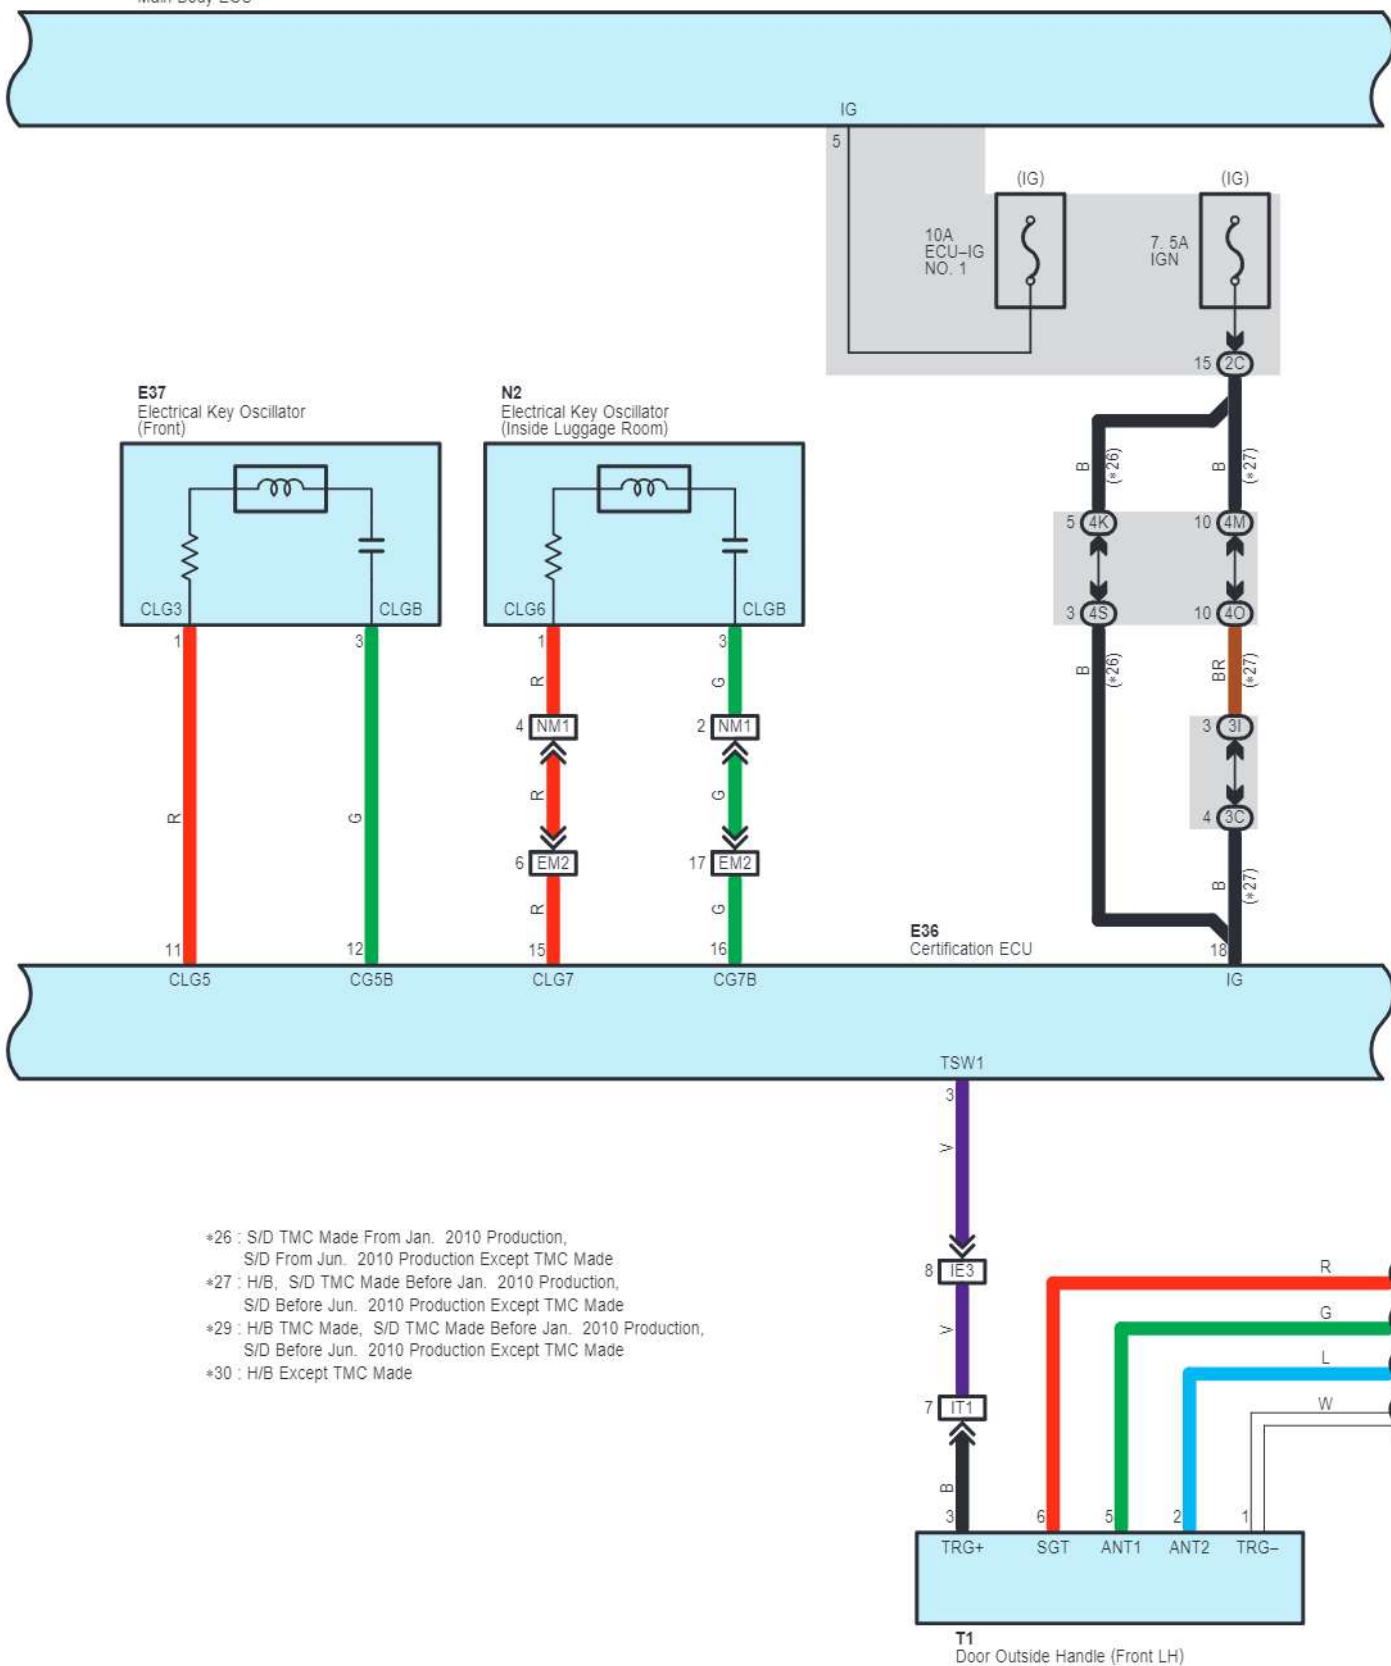 Main Body ECU
IG
5
(IG)
(IG)
10A
ECU–IG
NO. 1
7. 5A
IGN
15 2C
E37
Electrical Key Oscillator
(Front)
N2
Electrical Key Oscillator
(Inside Luggage Room)
B
(*26)
B
(*27)
5 4K
10 4M
CLG3
CLGB
CLG6
CLGB
3 4S
10 4O
1
3
1
3
R
G
B
(*26)
BR
(*27)
4 NM1
2 NM1
3 3I
R
G
R
G
4 3C
6 EM2
17 EM2
R
G
B
(*27)
E36
Certification ECU
11
12
15
16
18
CLG5
CG5B
CLG7
CG7B
IG
TSW1
3
V
*26 : S/D TMC Made From Jan. 2010 Production,
S/D From Jun. 2010 Production Except TMC Made
*27 : H/B, S/D TMC Made Before Jan. 2010 Production,
S/D Before Jun. 2010 Production Except TMC Made
*29 : H/B TMC Made, S/D TMC Made Before Jan. 2010 Production,
S/D Before Jun. 2010 Production Except TMC Made
*30 : H/B Except TMC Made
8 IE3
R
G
V
L
7 IT1
W
B
3
6
5
2
1
TRG+
SGT
ANT1
ANT2
TRG–
T1
Door Outside Handle (Front LH)